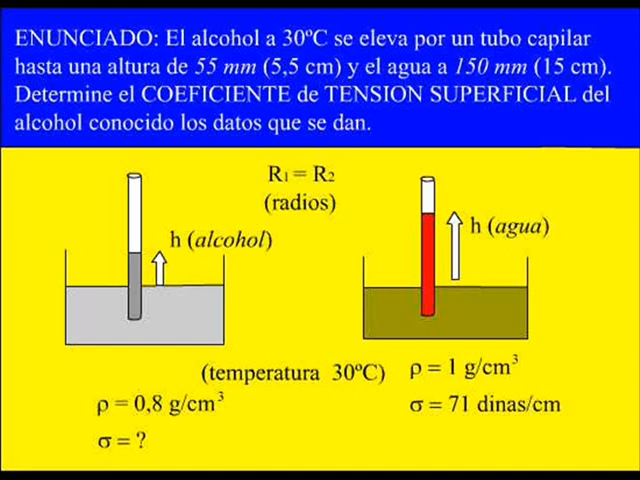 ENUNCIADO: El alcohol a 30ºC se eleva por un tubo capilar
hasta una altura de 55 mm (5,5 cm) y el agua a 150 mm (15 cm).
Determine el COEFICIENTE de TENSION SUPERFICIAL del
alcohol conocido los datos que se dan.
R₁ = R₂
(radios)
h (alcohol)
h (agua)
(temperatura 30ºC)
ρ = 1 g/cm³
ρ = 0,8 g/cm³
σ = 71 dinas/cm
σ = ?